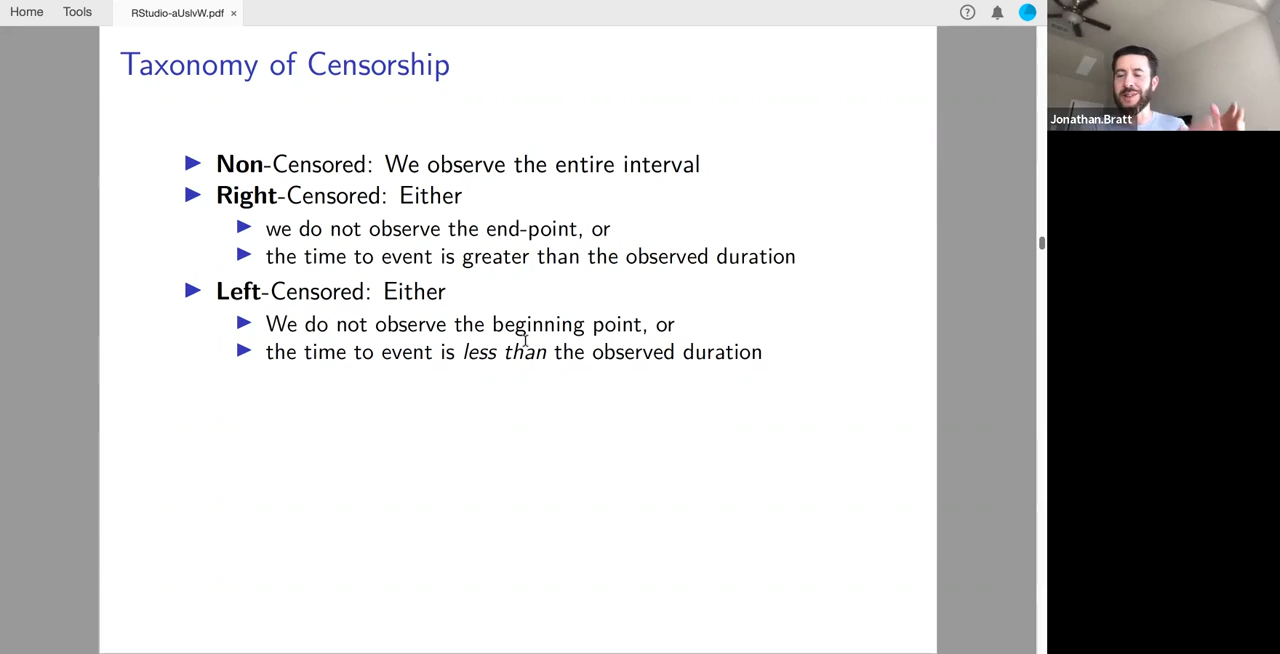 Home Tools RStudio-aUslvW.pdf ×
Taxonomy of Censorship
Non-Censored: We observe the entire interval
Right-Censored: Either
we do not observe the end-point, or
the time to event is greater than the observed duration
Left-Censored: Either
We do not observe the beginning point, or
the time to event is less than the observed duration
Jonathan.Bratt